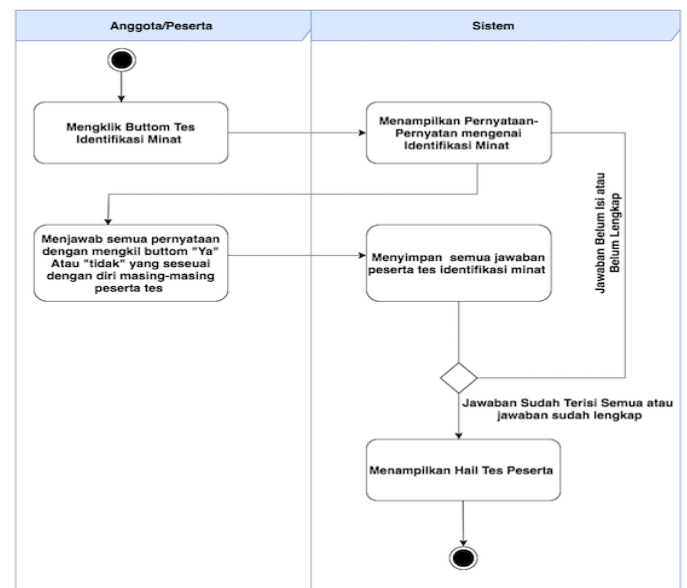 Anggota/Peserta
Sistem
Mengklik Buttom Tes
Identifikasi Minat
Menampilkan Pernyataan-
Pernyatan mengenai
Identifikasi Minat
Jawaban Belum Isi atau
Belum Lengkap
Menjawab semua pernyataan
dengan mengkil buttom "Ya"
Atau "tidak" yang seseuai
dengan diri masing-masing
peserta tes
Menyimpan semua jawaban
peserta tes identifikasi minat
Jawaban Sudah Terisi Semua atau
jawaban sudah lengkap
Menampilkan Hail Tes Peserta